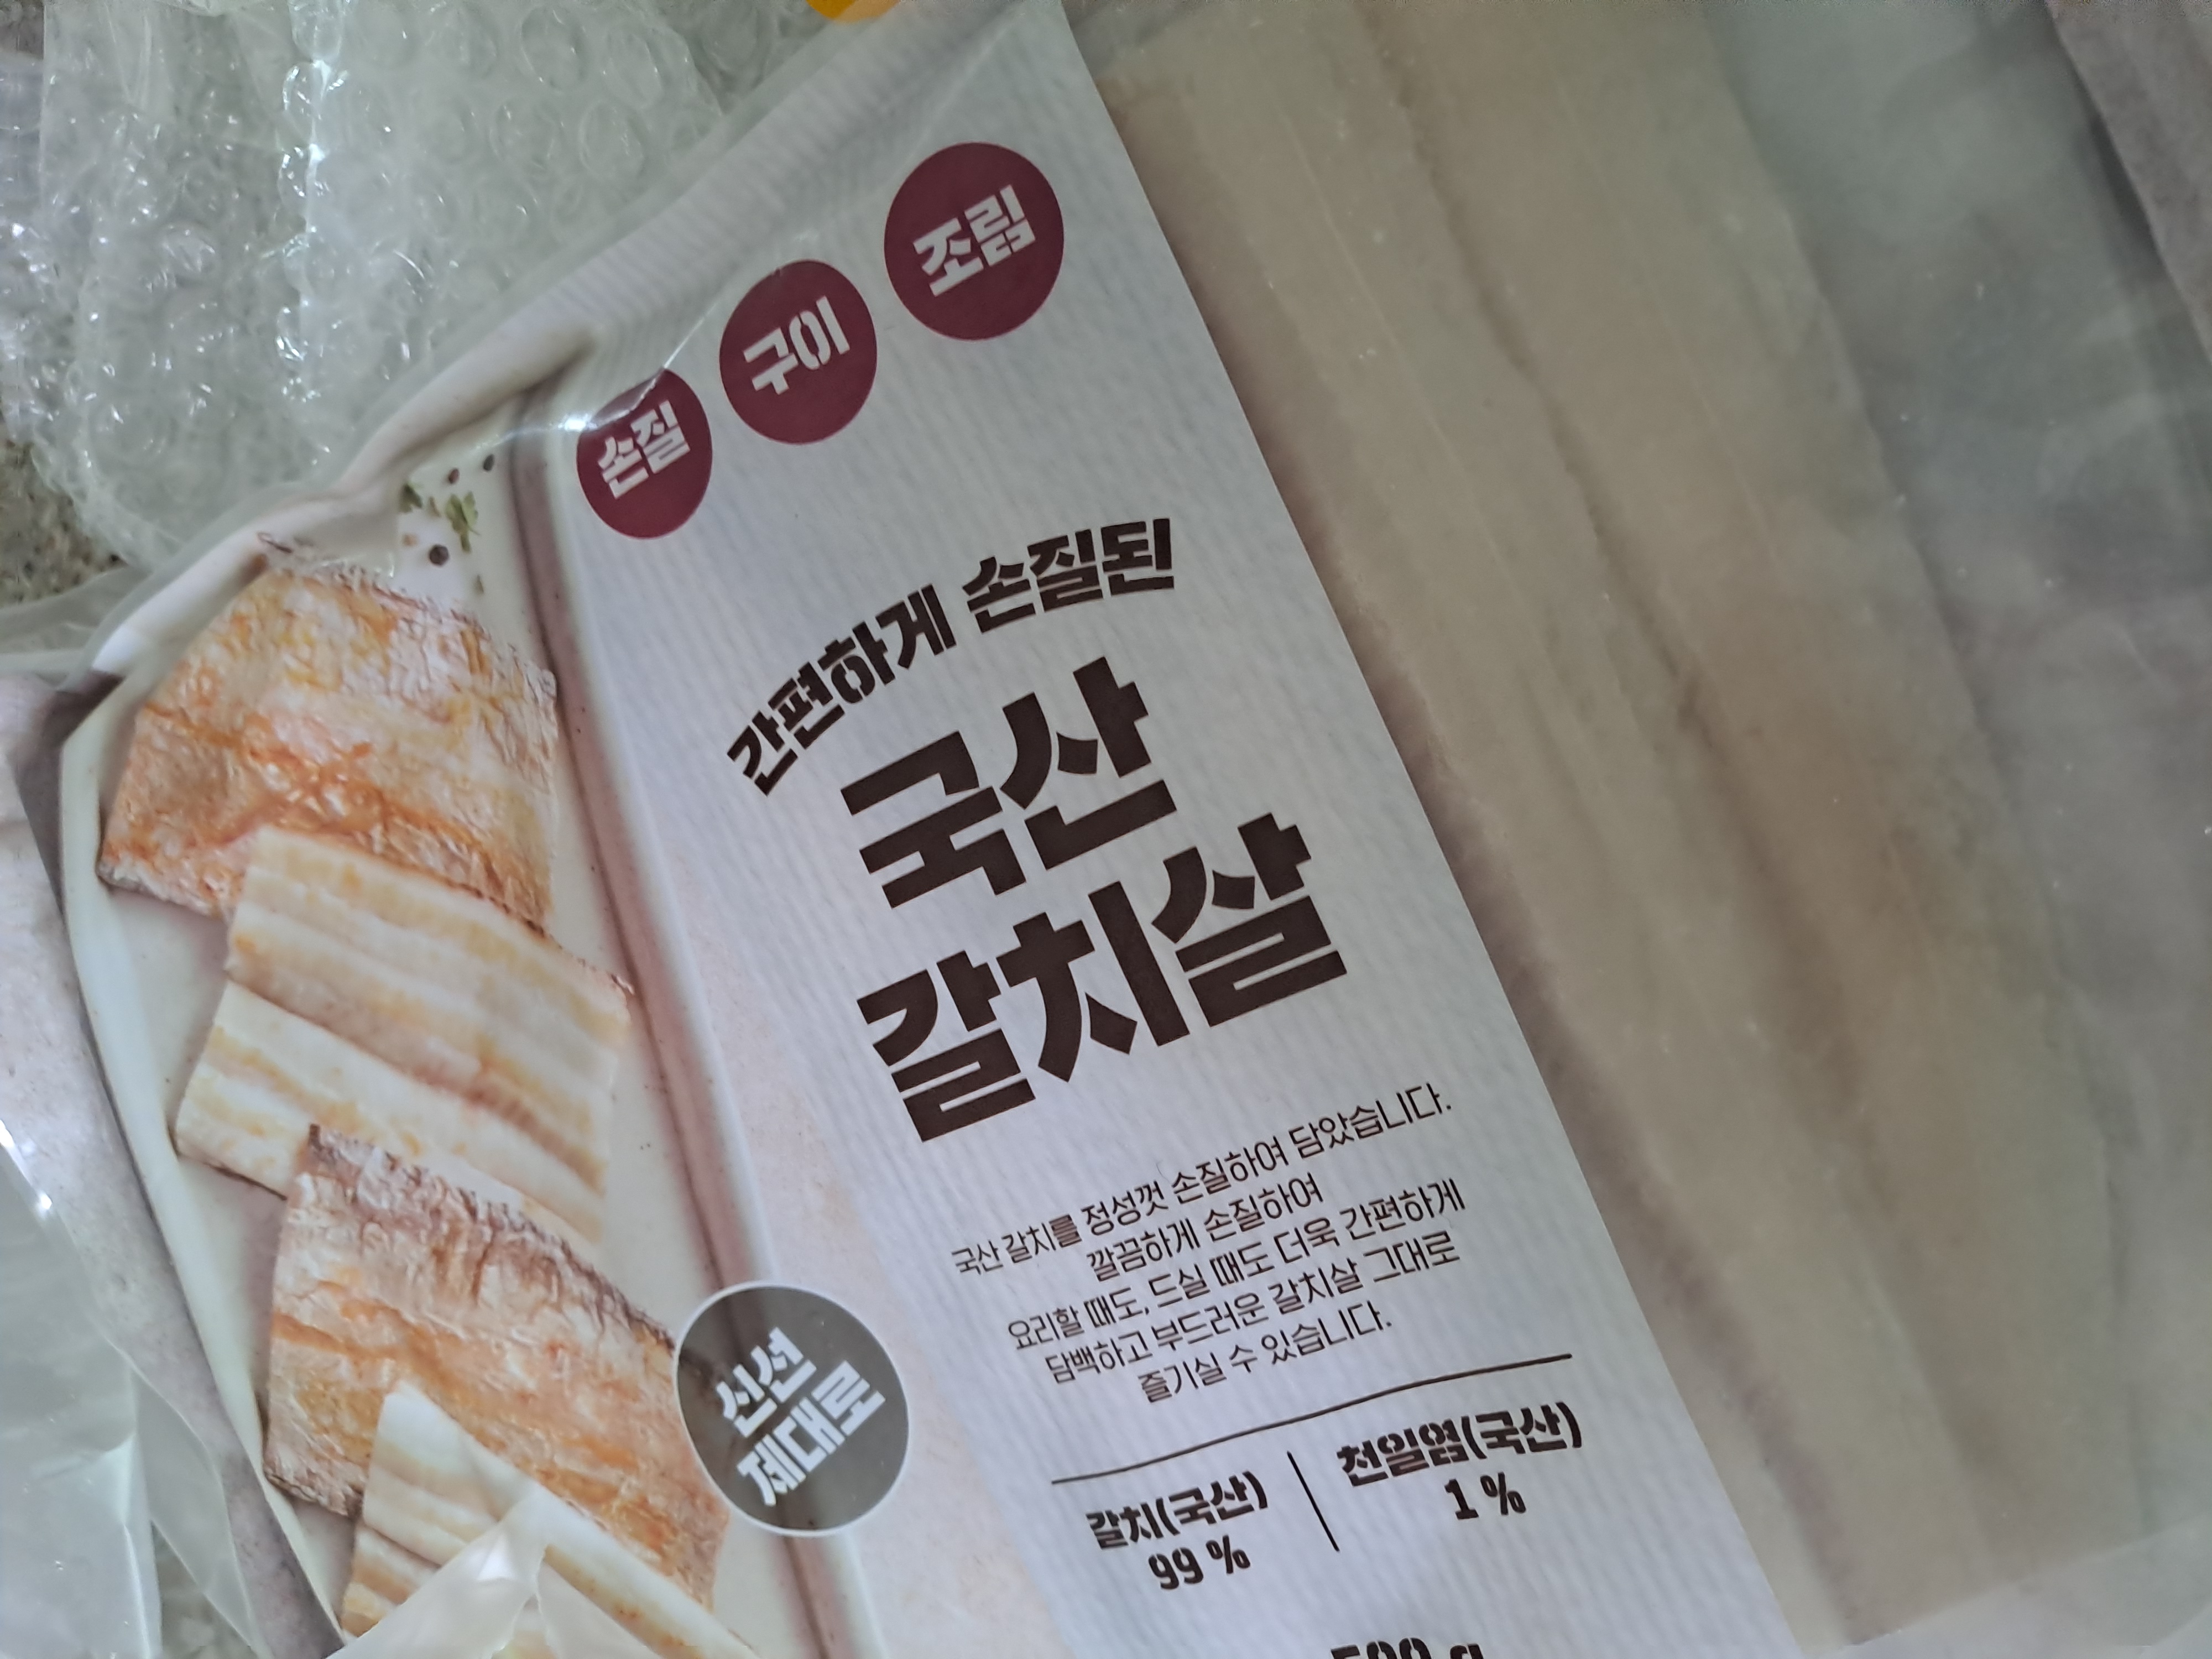 손질
구이
조림
간편하게 손질된
국산
갈치살
국산 갈치를 정성껏 손질하여 담았습니다.
깔끔하게 손질하여
요리할 때도, 드실 때도 더욱 간편하게
담백하고 부드러운 갈치살 그대로
즐기실 수 있습니다.
신선
제대로
갈치(국산)
99 %
천일염(국산)
1 %